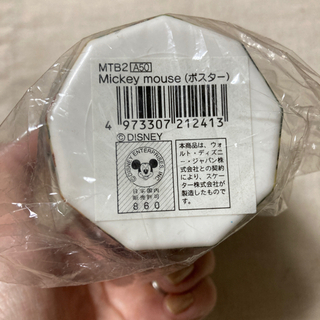 MTB2 A50
Mickey mouse (ポスター)
4 973307 212413
©DISNEY
本商品は、ウォ
ルト・ディズニ
ー・ジャパン株
式会社との契約
により、スケー
ター株式会社が
製造したもので
す。
日本国内
販売許可
860